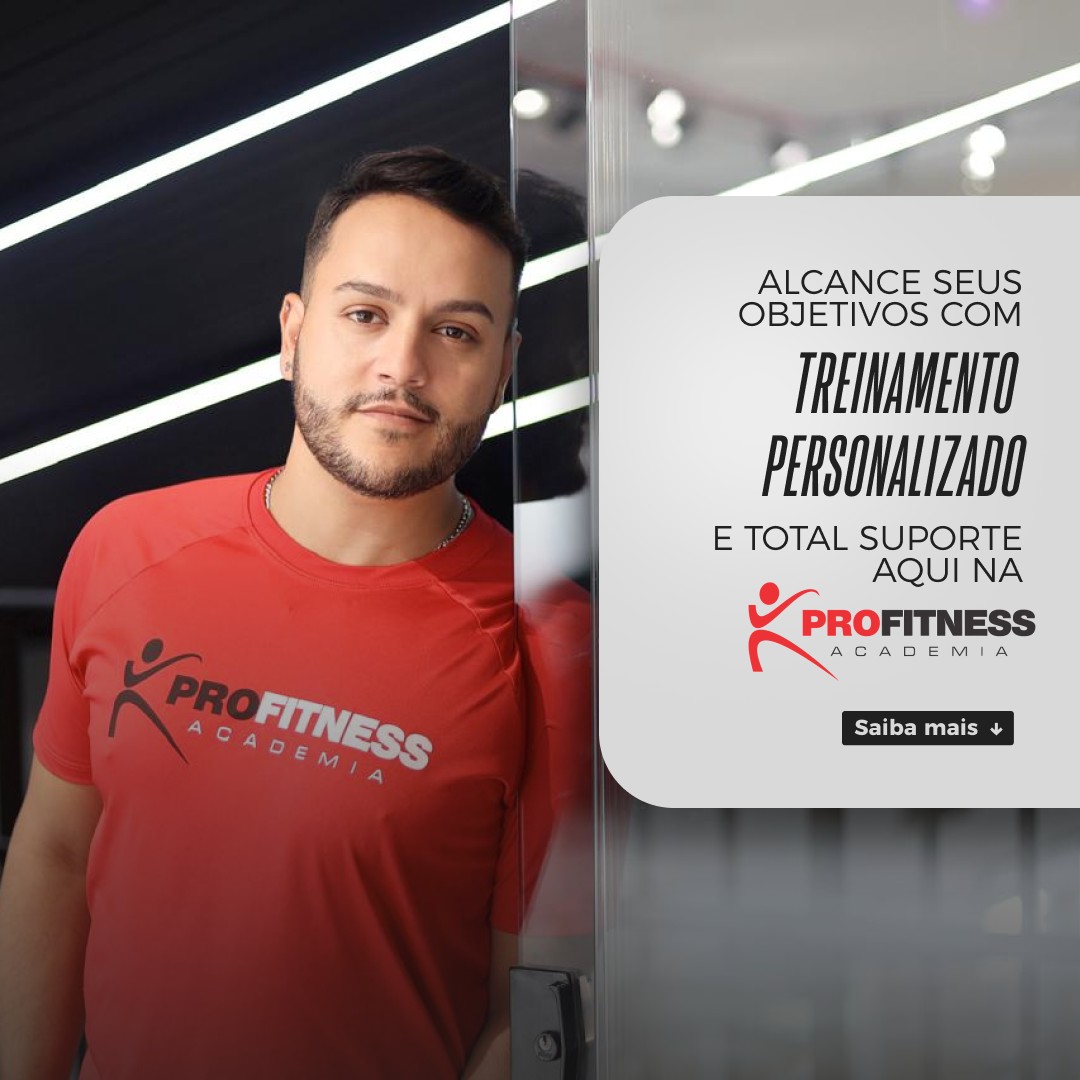 ALCANCE SEUS
OBJETIVOS COM
TREINAMENTO
PERSONALIZADO
E TOTAL SUPORTE
AQUI NA
PROFITNESS
ACADEMIA
Saiba mais ↓
PROFITNESS
ACADEMIA